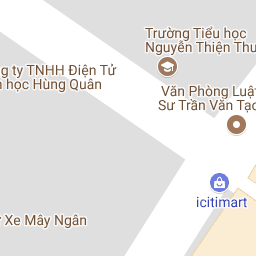 Trường Tiểu học
Nguyễn Thiện Thu
g ty TNHH Điện Tử
học Hùng Quân
Văn Phòng Luật
Sư Trần Văn Tạo
icitimart
Xe Mây Ngân